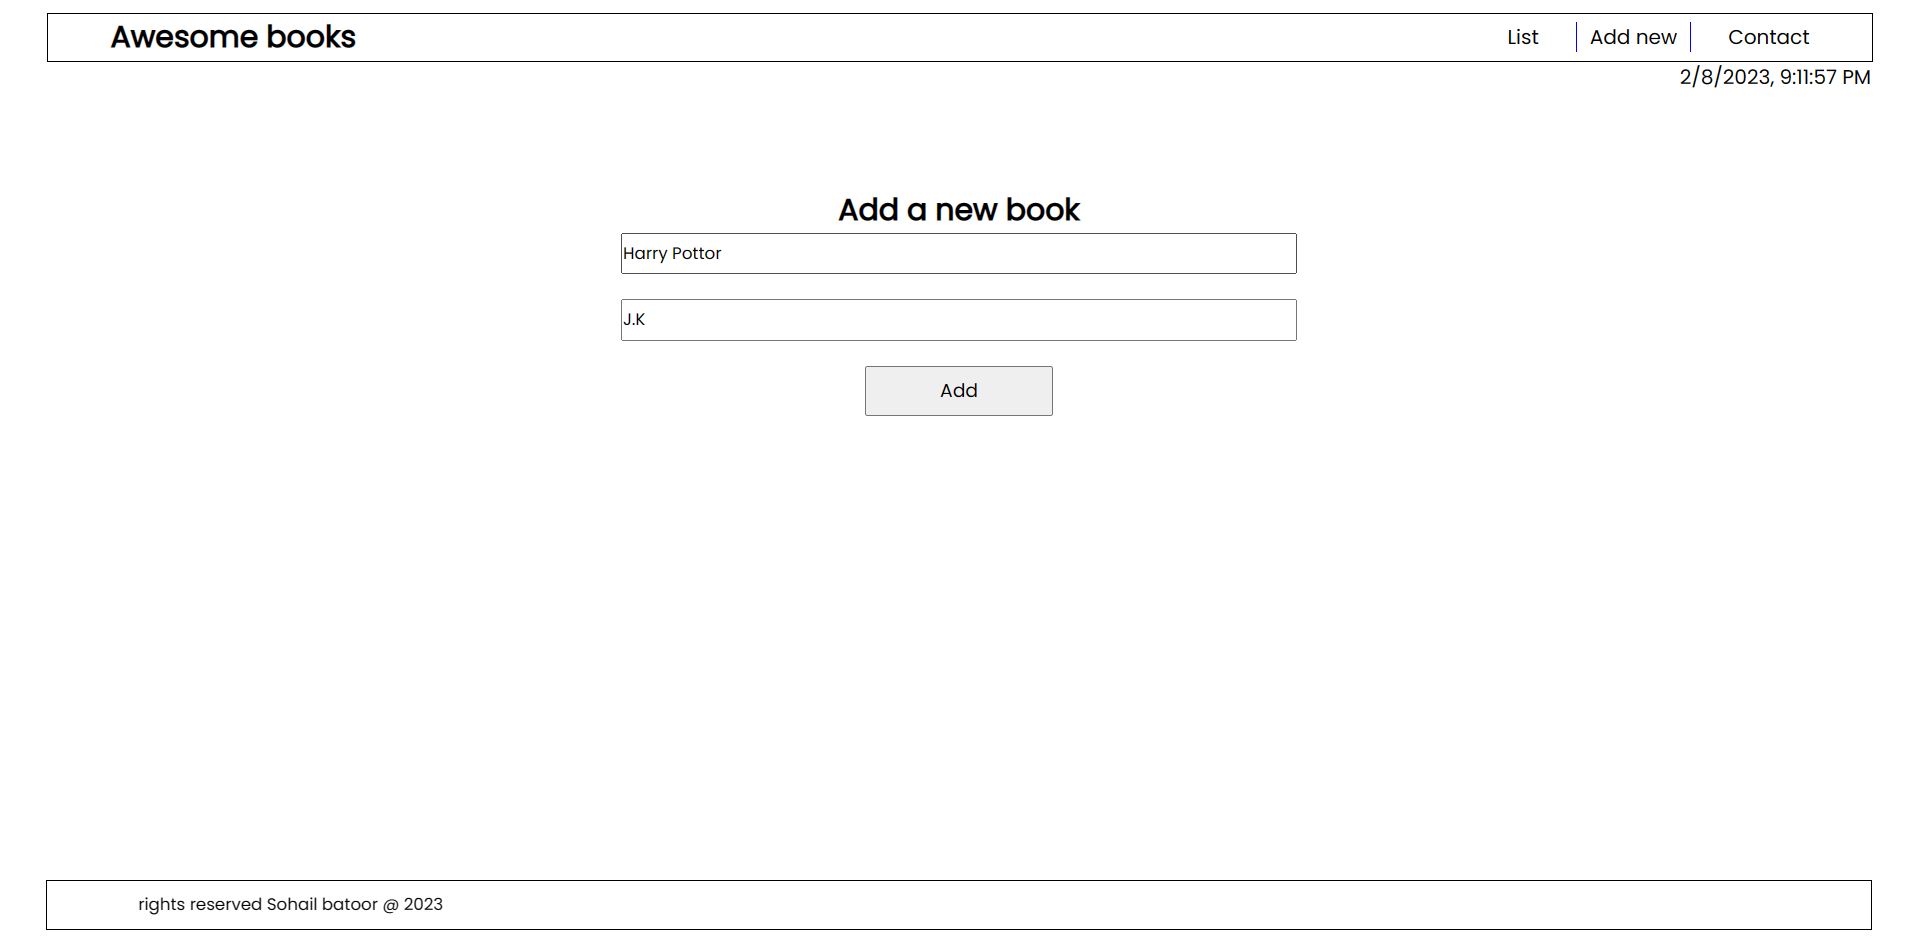 Awesome books
List Add new Contact
2/8/2023, 9:11:57 PM
Add a new book
Harry Pottor
J.K
Add
rights reserved Sohail batoor @ 2023